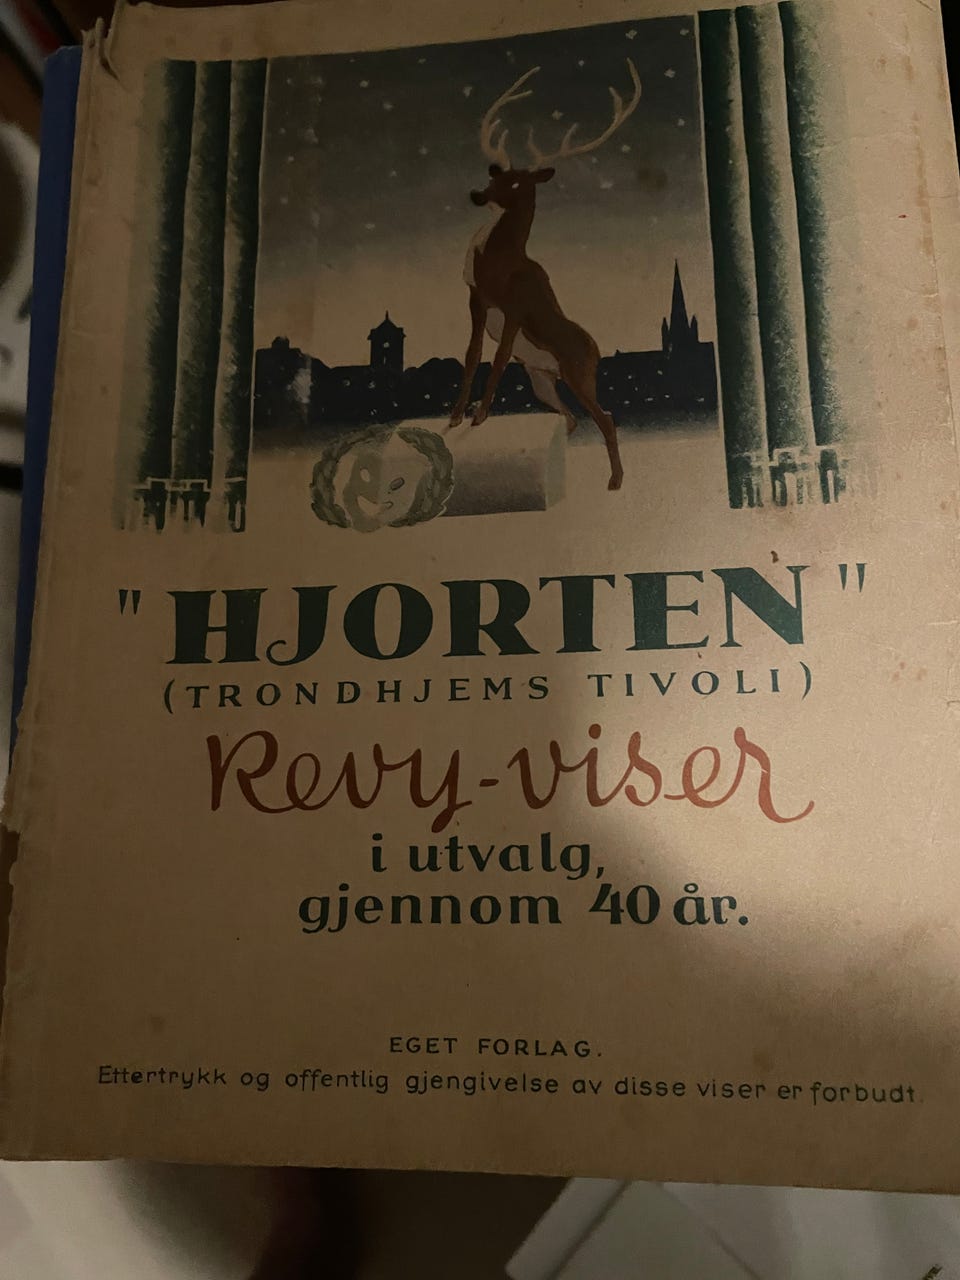 "HJORTEN"
(TRONDHJEMS TIVOLI)
Revy-viser
i utvalg,
gjennom 40 år.
EGET FORLAG.
Ettertrykk og offentlig gjengivelse av disse viser er forbudt.